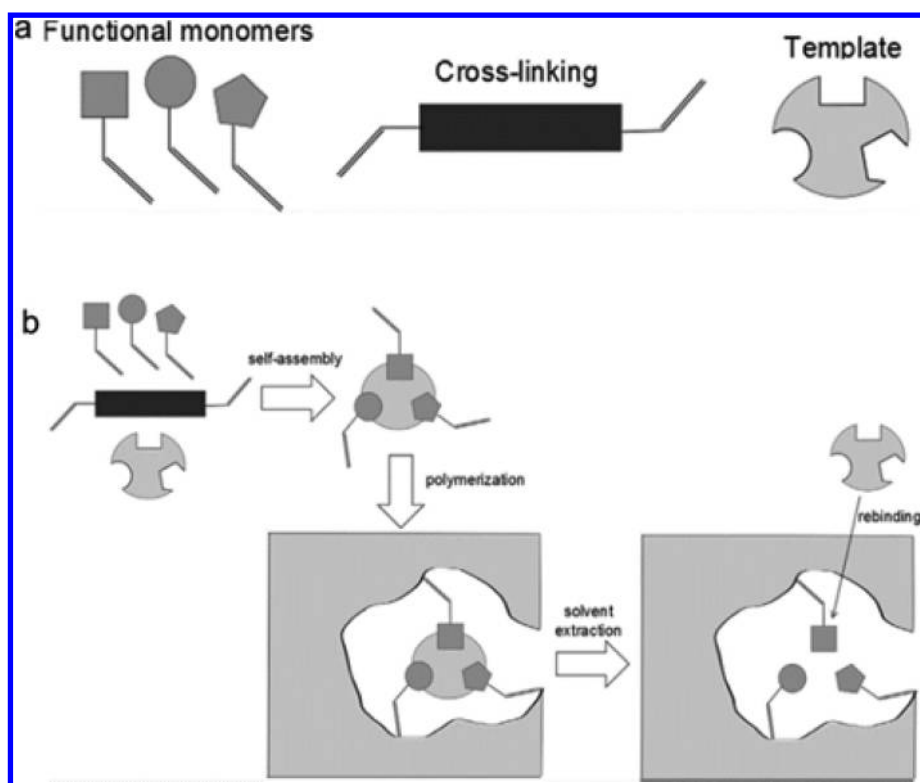 a Functional monomers
Cross-linking
Template
b
self-assembly
polymerization
rebinding
solvent
extraction